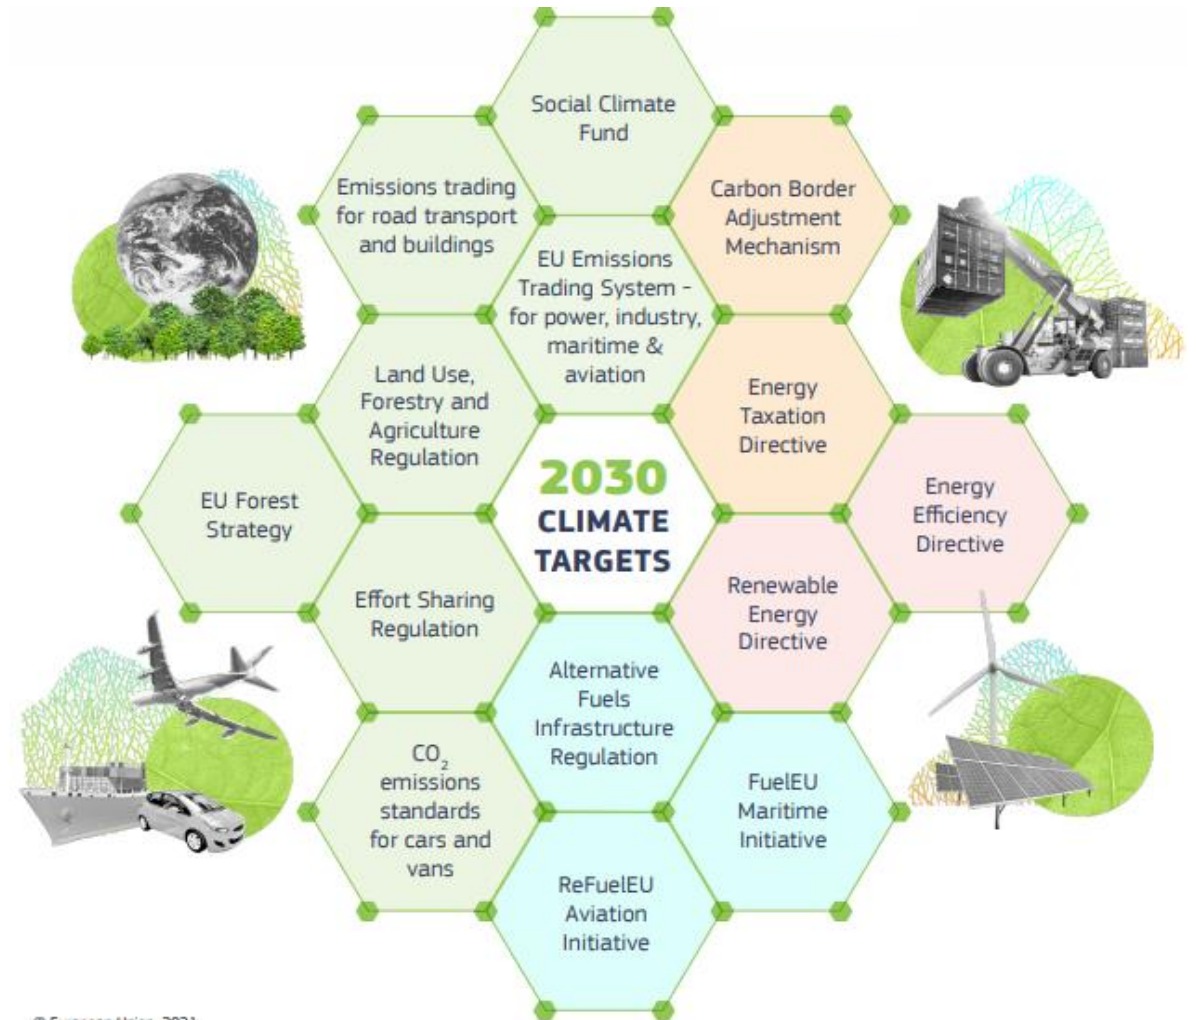 Social Climate
Fund
Emissions trading
for road transport
and buildings
Carbon Border
Adjustment
Mechanism
EU Emissions
Trading System -
for power, industry,
maritime &
aviation
Land Use,
Forestry and
Agriculture
Regulation
Energy
Taxation
Directive
EU Forest
Strategy
2030
CLIMATE
TARGETS
Energy
Efficiency
Directive
Effort Sharing
Regulation
Renewable
Energy
Directive
Alternative
Fuels
Infrastructure
Regulation
CO₂
emissions
standards
for cars and
vans
FuelEU
Maritime
Initiative
ReFuelEU
Aviation
Initiative